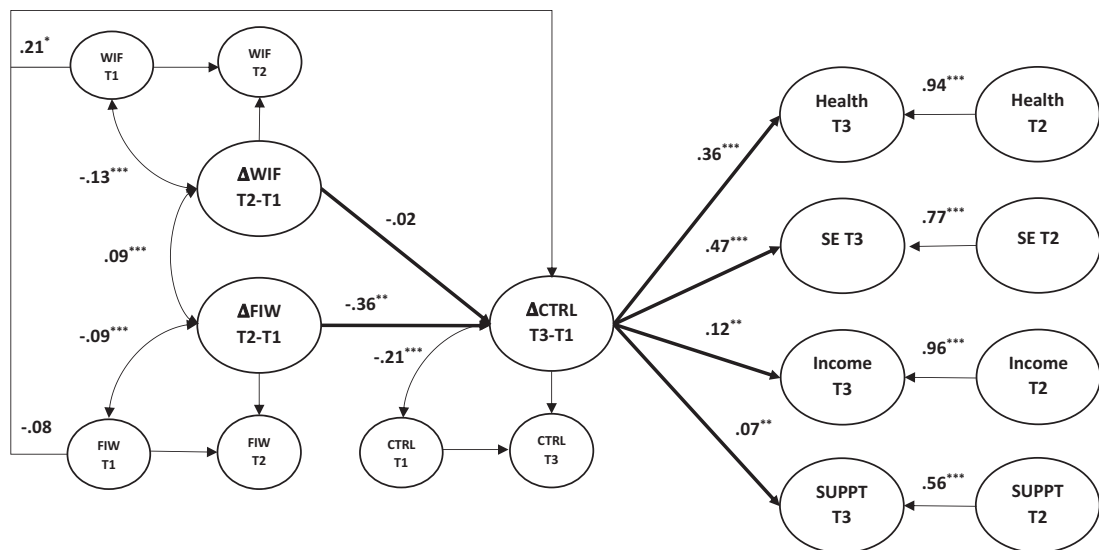 .21*
WIF
T1
WIF
T2
-.13***
ΔWIF
T2-T1
-.02
.09***
ΔFIW
T2-T1
-.36**
-.09***
-.08
FIW
T1
FIW
T2
ΔCTRL
T3-T1
-.21***
CTRL
T1
CTRL
T3
.36***
.47***
.12**
.07**
Health
T3
.94***
Health
T2
SE T3
.77***
SE T2
Income
T3
.96***
Income
T2
SUPPT
T3
.56***
SUPPT
T2